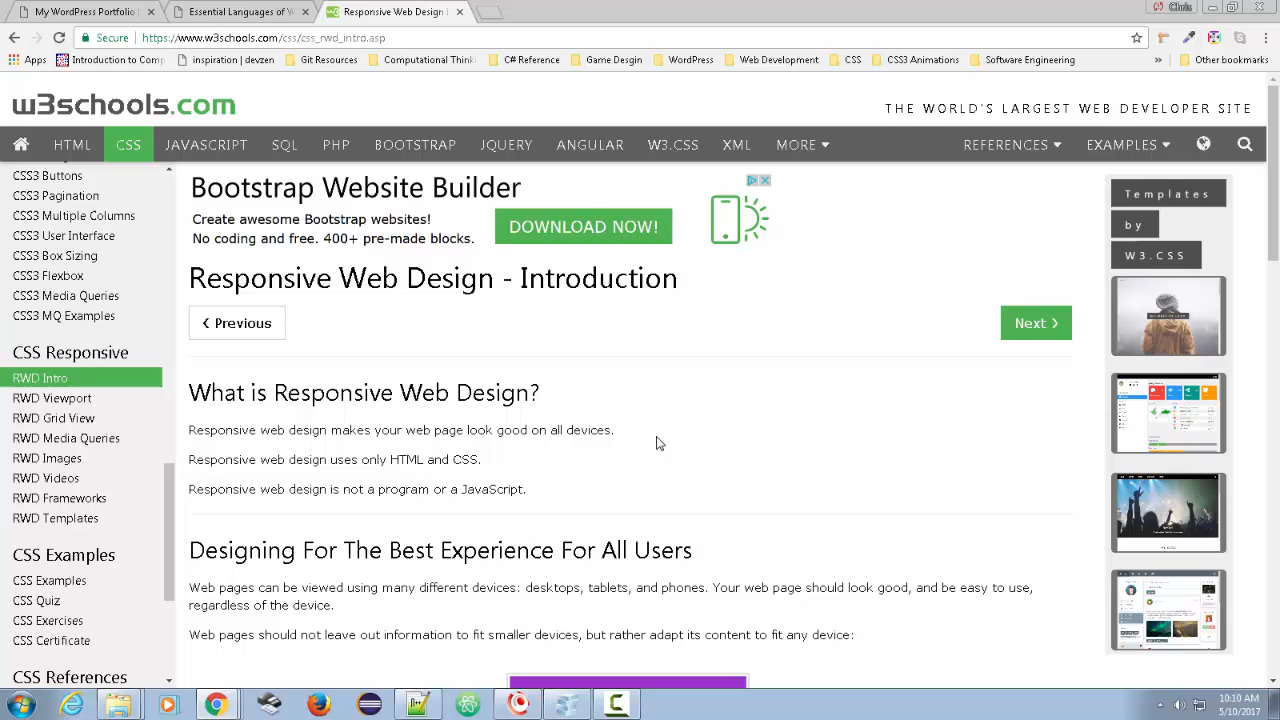 My WordPress Portfolio
Essential Languages of W
Responsive Web Design I
Chris
Secure
https://www.w3schools.com/css/css_rwd_intro.asp
Apps
Introduction to Comp
inspiration | devzen
Git Resources
Computational Think
C# Reference
Game Desgin
WordPress
Web Development
CSS
CSS3 Animations
Software Engineering
»
Other bookmarks
w3schools.com
THE WORLD'S LARGEST WEB DEVELOPER SITE
HTML
CSS
JAVASCRIPT
SQL
PHP
BOOTSTRAP
JQUERY
ANGULAR
W3.CSS
XML
MORE
REFERENCES
EXAMPLES
CSS3 Buttons
CSS3 Pagination
CSS3 Multiple Columns
CSS3 User Interface
CSS3 Box Sizing
CSS3 Flexbox
CSS3 Media Queries
CSS3 MQ Examples
CSS Responsive
RWD Intro
RWD Viewport
RWD Grid View
RWD Media Queries
RWD Images
RWD Videos
RWD Frameworks
RWD Templates
CSS Examples
CSS Examples
CSS Quiz
CSS Exercises
CSS Certificate
CSS References
Bootstrap Website Builder
Create awesome Bootstrap websites!
No coding and free. 400+ pre-made blocks.
DOWNLOAD NOW!
Responsive Web Design - Introduction
❮ Previous
Next ❯
What is Responsive Web Design?
Responsive web design makes your web page look good on all devices.
Responsive web design uses only HTML and CSS.
Responsive web design is not a program or a JavaScript.
Designing For The Best Experience For All Users
Web pages can be viewed using many different devices: desktops, tablets, and phones. Your web page should look good, and be easy to use,
regardless of the device.
Web pages should not leave out information to fit smaller devices, but rather adapt its content to fit any device:
Templates
by
W3.CSS
10:10 AM
5/10/2017